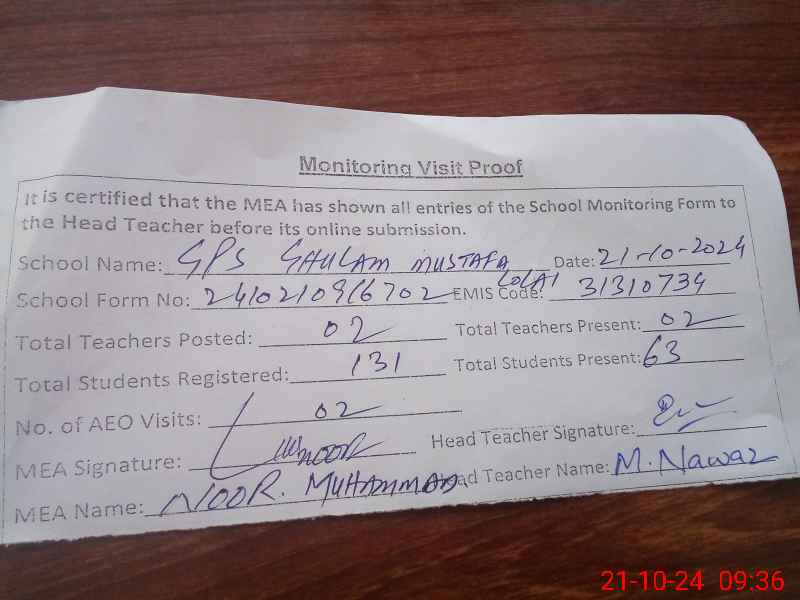 Monitoring Visit Proof
It is certified that the MEA has shown all entries of the School Monitoring Form to
the Head Teacher before its online submission.
School Name: GPS GHULAM MUSTAFA LOLAI Date: 21-10-2024
School Form No: 2410210916702 EMIS Code: 31310734
Total Teachers Posted: 02 Total Teachers Present: 02
Total Students Registered: 131 Total Students Present: 63
No. of AEO Visits: 02
MEA Signature: NOOR Head Teacher Signature:
MEA Name: NOOR. MUHAMMAD Head Teacher Name: M. Nawaz
21-10-24 09:36